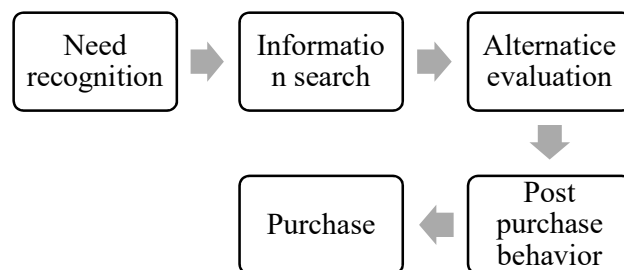 Need
recognition
Informatio
n search
Alternatice
evaluation
Post
purchase
behavior
Purchase